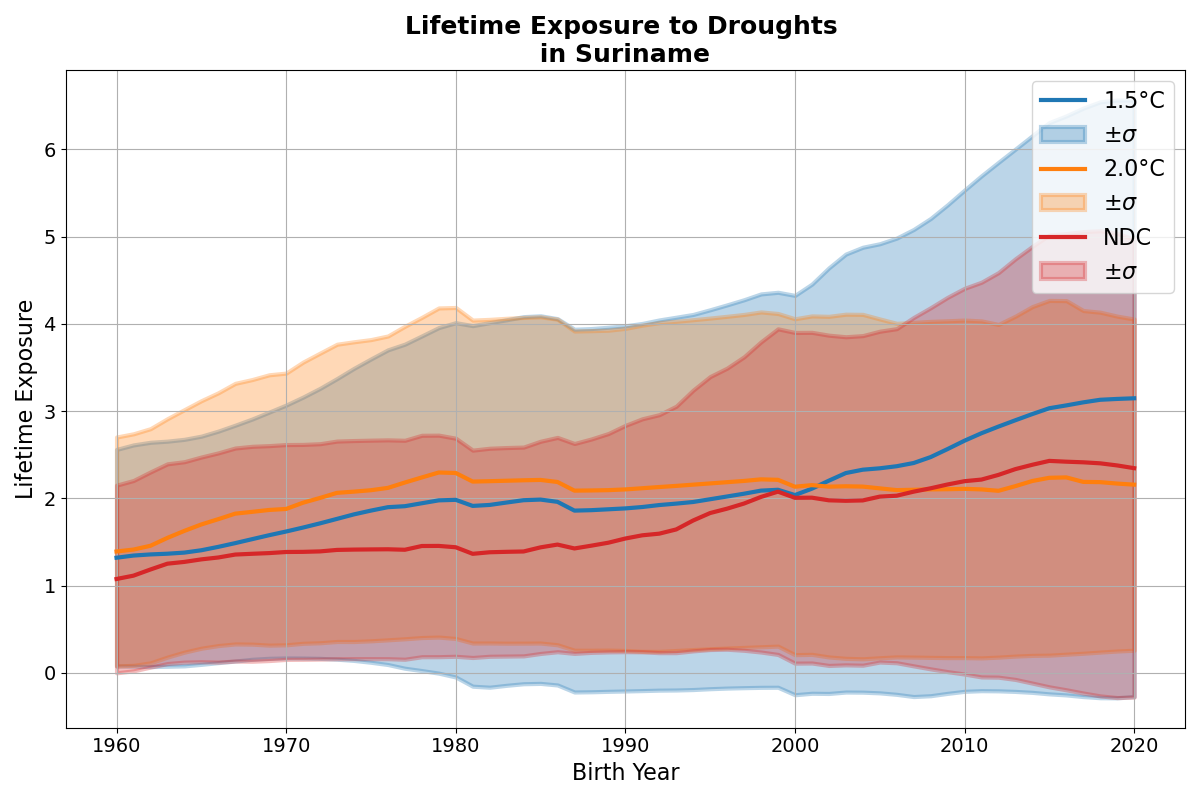 Lifetime Exposure to Droughts
in Suriname
Lifetime Exposure
6
5
4
3
2
1
0
1960
1970
1980
1990
2000
2010
2020
Birth Year
1.5°C
±σ
2.0°C
±σ
NDC
±σ